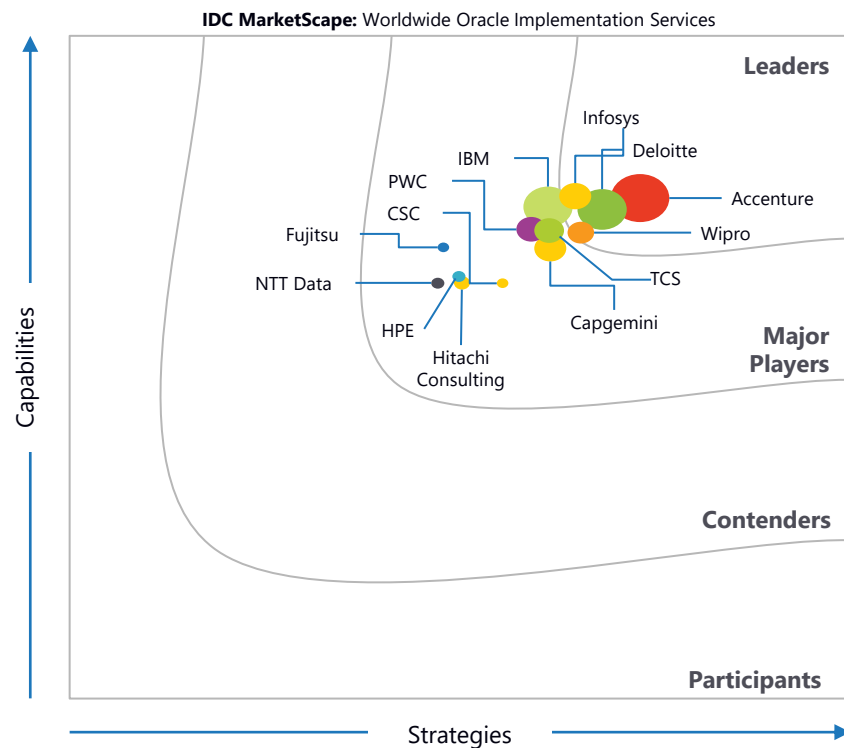 IDC MarketScape: Worldwide Oracle Implementation Services
Leaders
Infosys
Deloitte
IBM
PWC
Accenture
CSC
Wipro
Fujitsu
TCS
NTT Data
Capgemini
HPE
Hitachi
Consulting
Major
Players
Capabilities
Contenders
Participants
Strategies